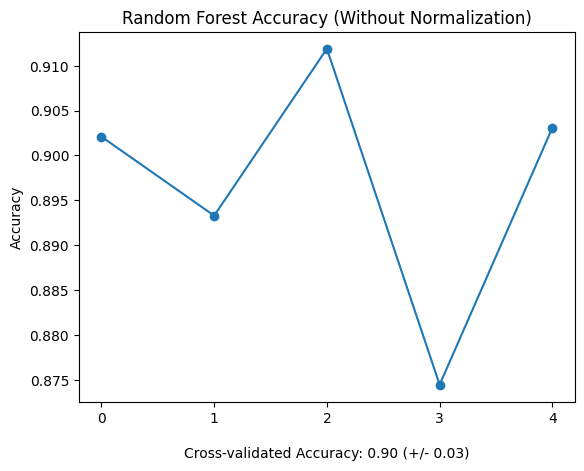 Random Forest Accuracy (Without Normalization)
0.910
0.905
0.900
0.895
0.890
0.885
0.880
0.875
Accuracy
0 1 2 3 4
Cross-validated Accuracy: 0.90 (+/- 0.03)